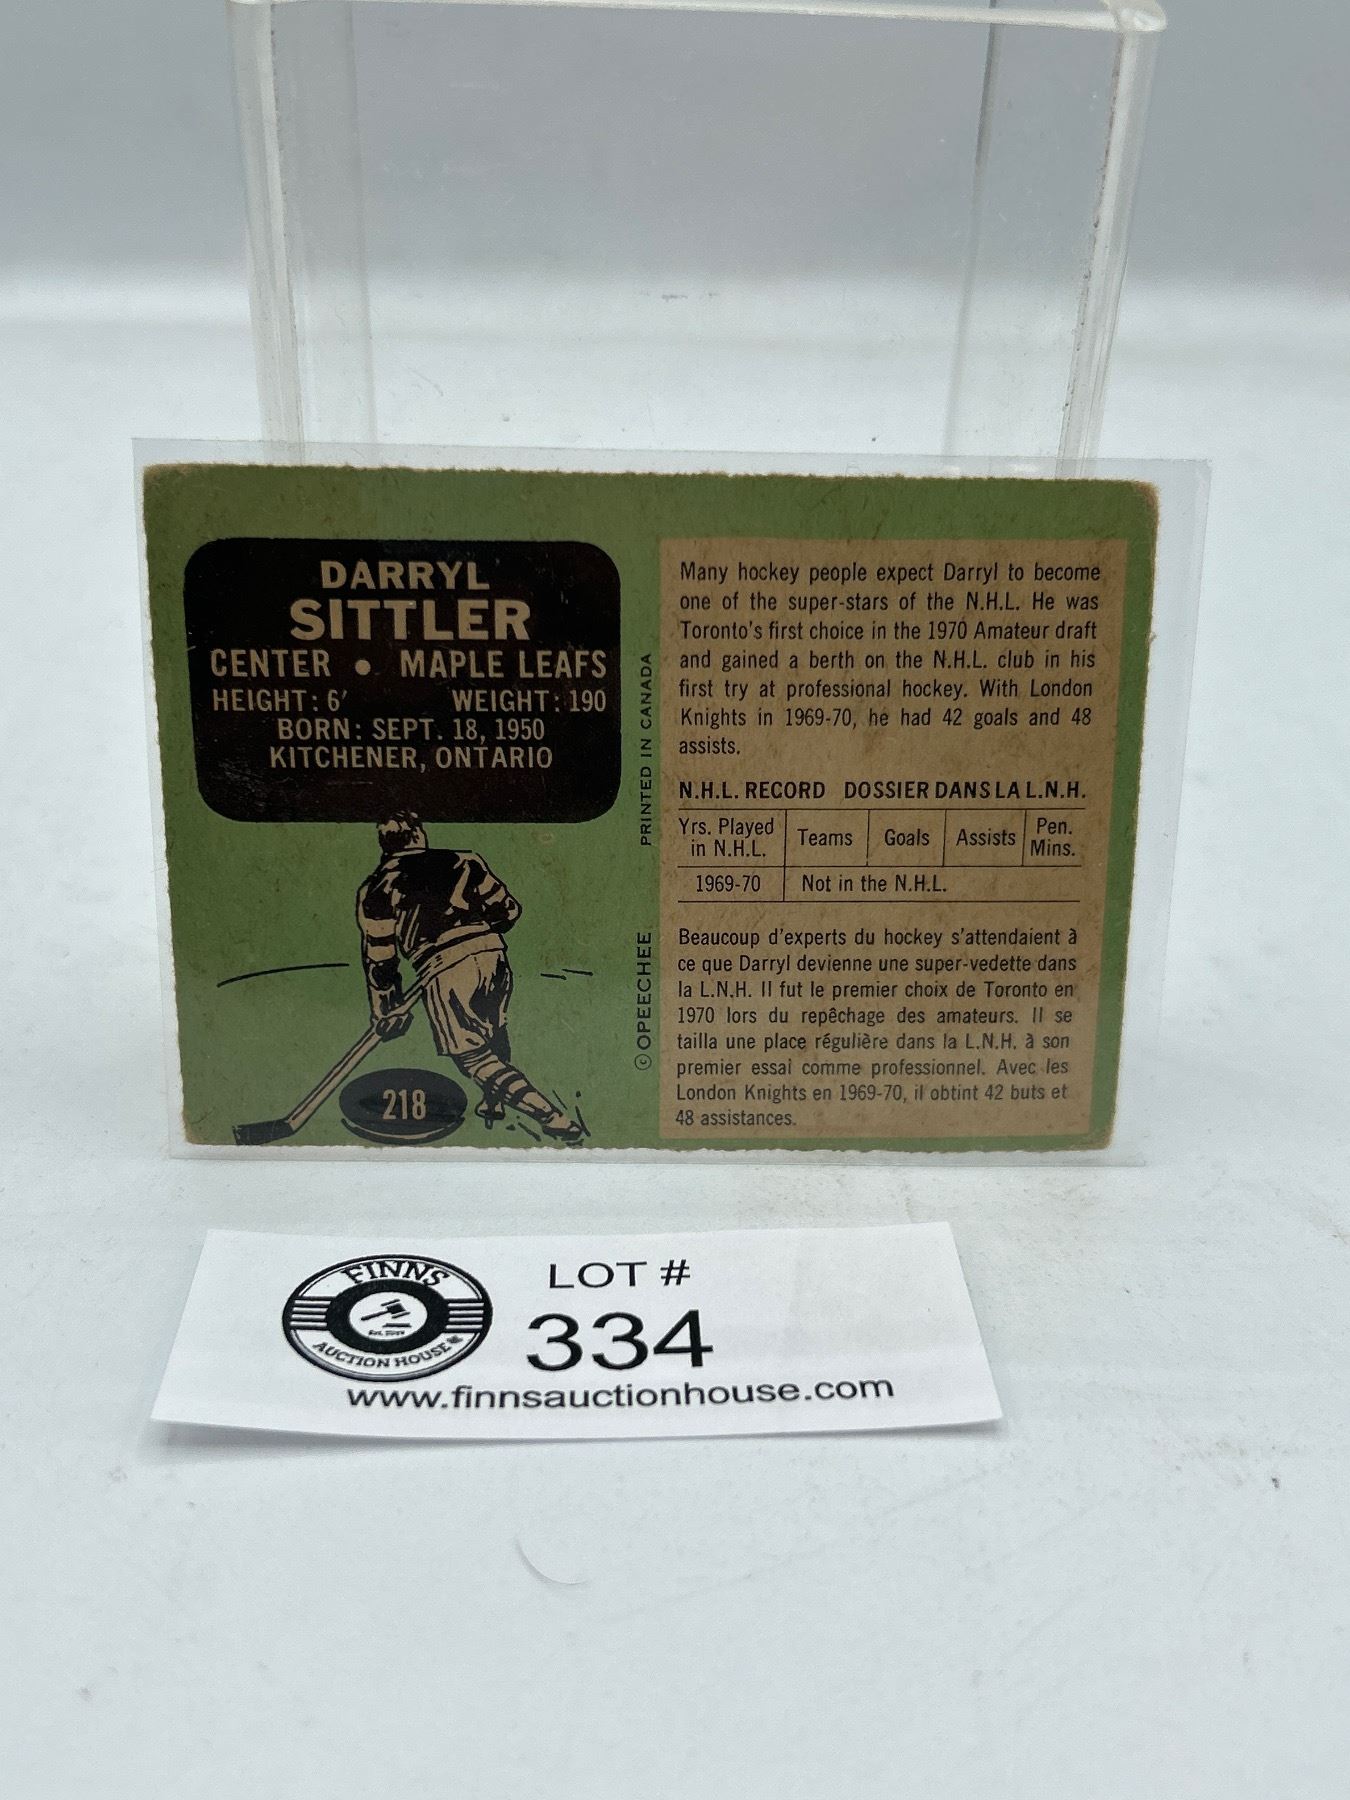 DARRYL
SITTLER
CENTER • MAPLE LEAFS
HEIGHT: 6' WEIGHT: 190
BORN: SEPT. 18, 1950
KITCHENER, ONTARIO
218
©OPEECHEE PRINTED IN CANADA
Many hockey people expect Darryl to become
one of the super-stars of the N.H.L. He was
Toronto's first choice in the 1970 Amateur draft
and gained a berth on the N.H.L. club in his
first try at professional hockey. With London
Knights in 1969-70, he had 42 goals and 48
assists.
N.H.L. RECORD DOSSIER DANS LA L.N.H.
Yrs. Played in N.H.L. Teams Goals Assists Pen. Mins.
1969-70 Not in the N.H.L.
Beaucoup d'experts du hockey s'attendaient à
ce que Darryl devienne une super-vedette dans
la L.N.H. Il fut le premier choix de Toronto en
1970 lors du repêchage des amateurs. Il se
tailla une place régulière dans la L.N.H. à son
premier essai comme professionnel. Avec les
London Knights en 1969-70, il obtint 42 buts et
48 assistances.
FINNS
AUCTION HOUSE
LOT #
334
www.finnsauctionhouse.com